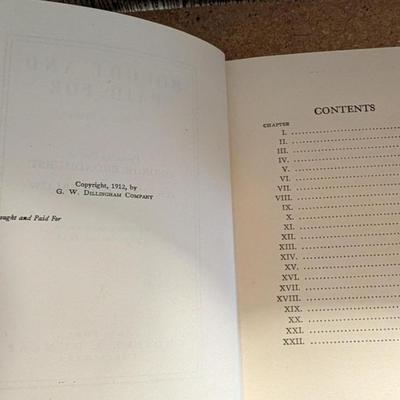 Copyright, 1912, by
G. W. Dillingham Company
ought and Paid For
CONTENTS
CHAPTER
I.
II.
III.
IV.
V.
VI.
VII.
VIII.
IX.
X.
XI.
XII.
XIII.
XIV.
XV.
XVI.
XVII.
XVIII.
XIX.
XX.
XXI.
XXII.